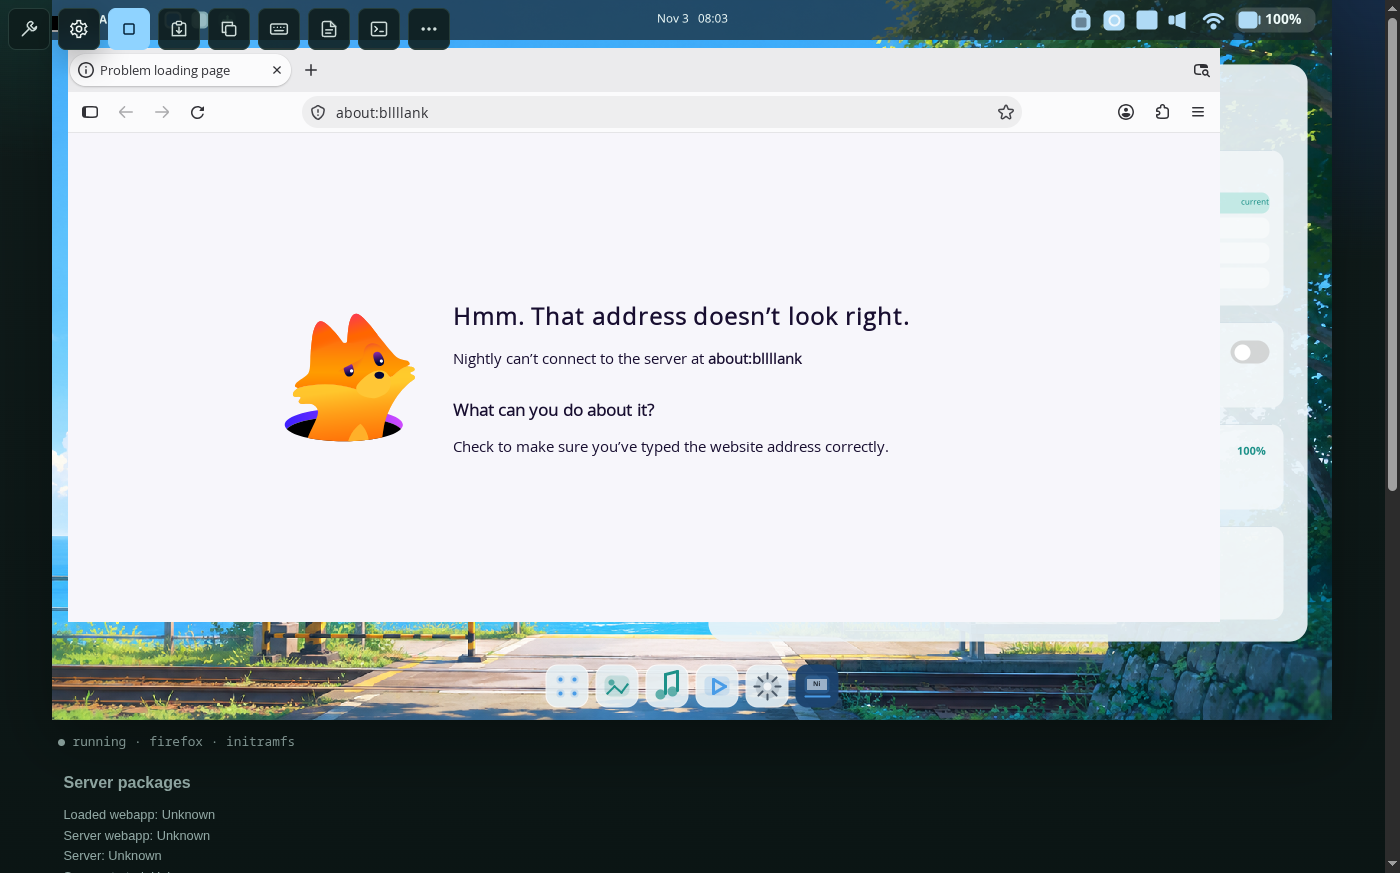 Nov 3 08:03
100%
Problem loading page
about:bllllank
current
Hmm. That address doesn’t look right.
Nightly can’t connect to the server at about:bllllank
What can you do about it?
Check to make sure you’ve typed the website address correctly.
100%
Ni
● running · firefox · initramfs
Server packages
Loaded webapp: Unknown
Server webapp: Unknown
Server: Unknown